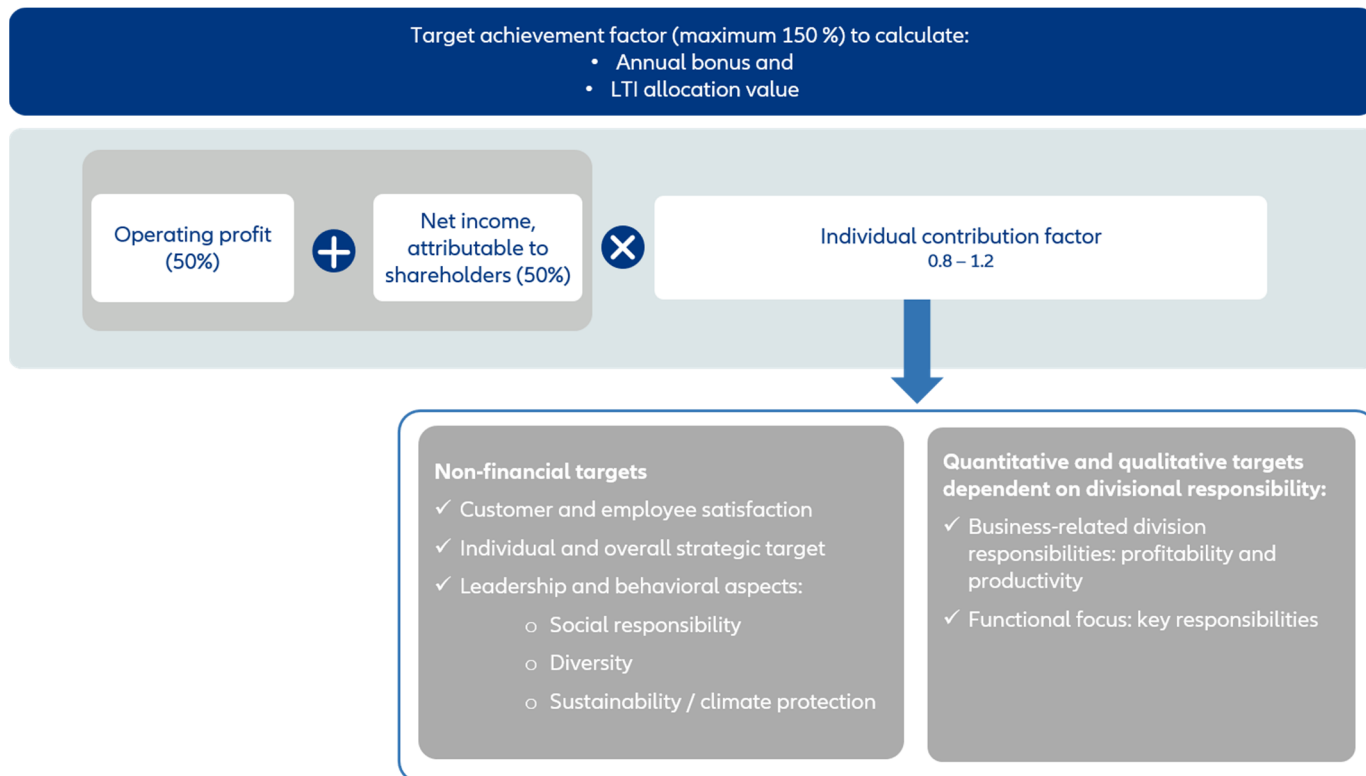 Target achievement factor (maximum 150 %) to calculate:
• Annual bonus and
• LTI allocation value
Operating profit
(50%)
Net income,
attributable to
shareholders (50%)
Individual contribution factor
0.8 – 1.2
Non-financial targets
✓ Customer and employee satisfaction
✓ Individual and overall strategic target
✓ Leadership and behavioral aspects:
o Social responsibility
o Diversity
o Sustainability / climate protection
Quantitative and qualitative targets
dependent on divisional responsibility:
✓ Business-related division
responsibilities: profitability and
productivity
✓ Functional focus: key responsibilities